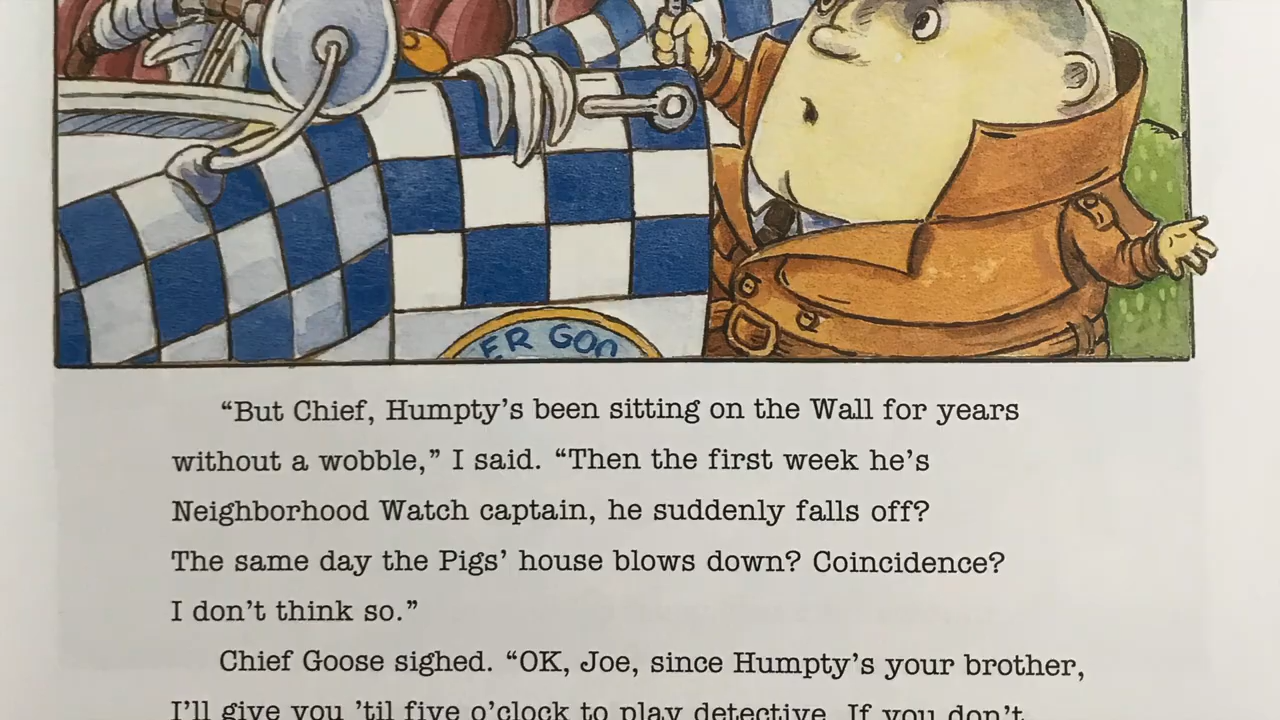 ER GOO
“But Chief, Humpty’s been sitting on the Wall for years
without a wobble,” I said. “Then the first week he’s
Neighborhood Watch captain, he suddenly falls off?
The same day the Pigs’ house blows down? Coincidence?
I don’t think so.”
Chief Goose sighed. “OK, Joe, since Humpty’s your brother,
I’ll give you ’til five o’clock to play detective. If you don’t